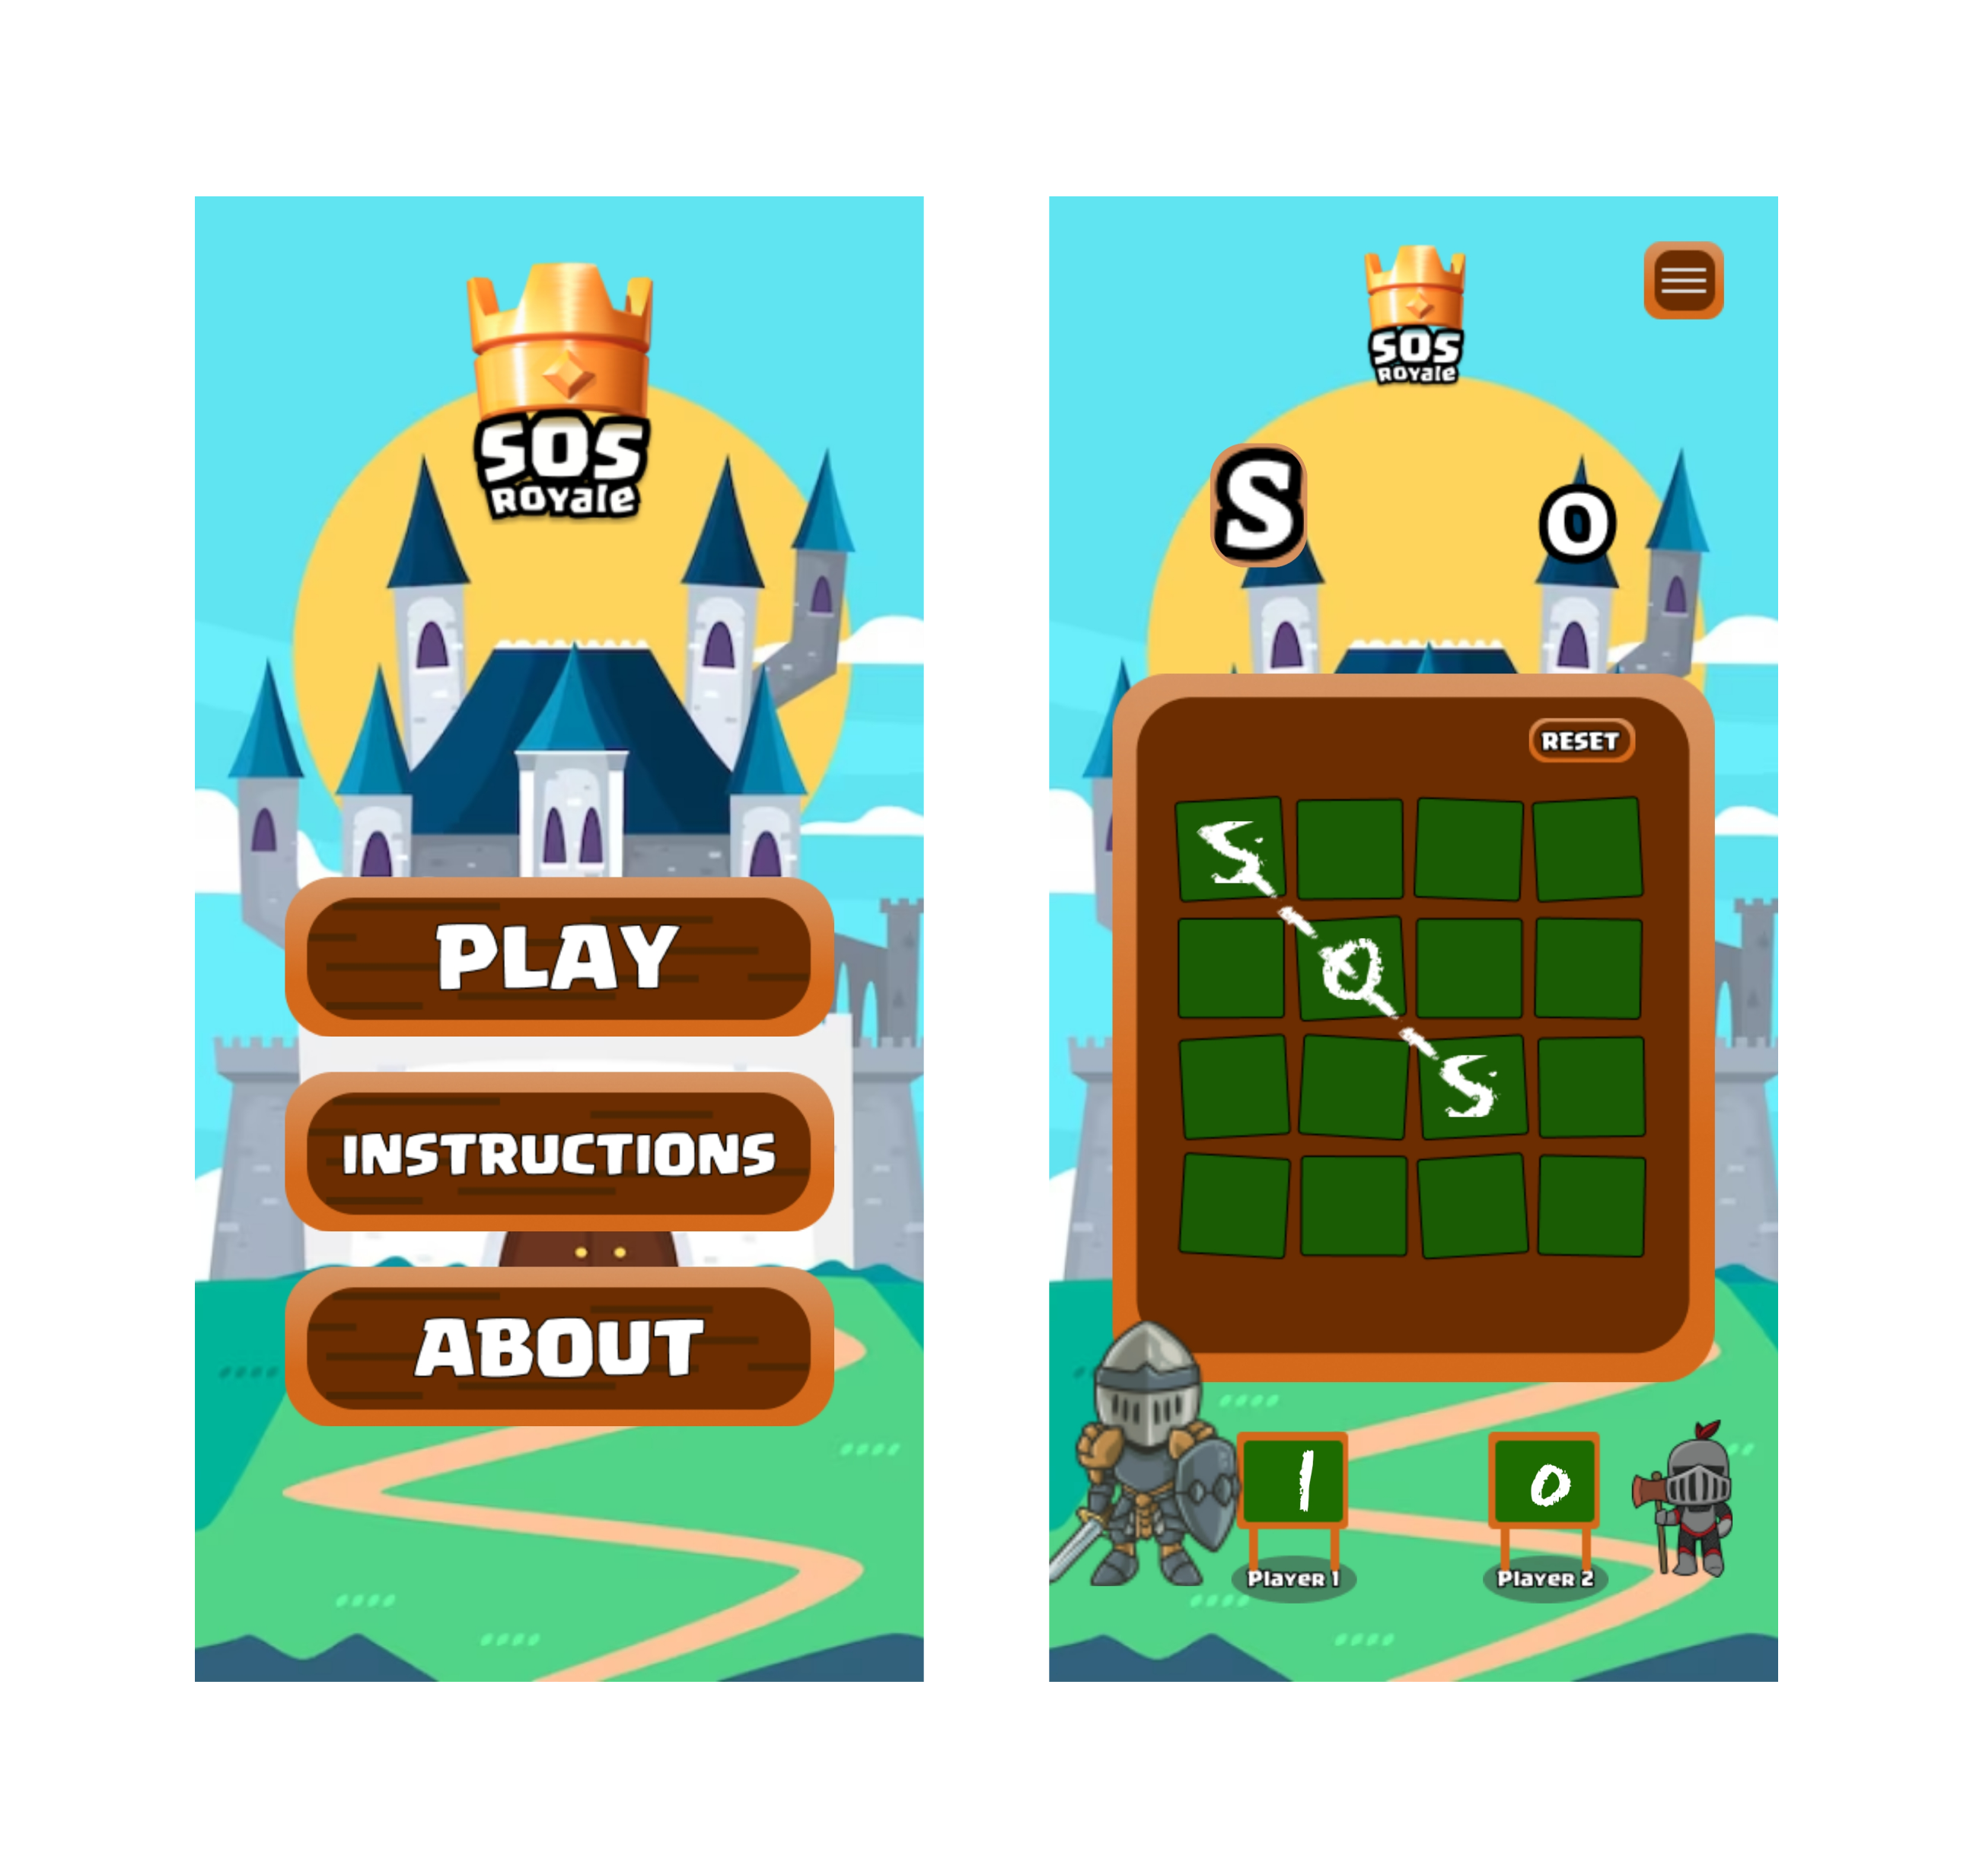 SOS
ROYale
PLAY
INSTRUCTIONS
ABOUT
SOS
ROYale
S
O
RESET
S
O
S
1
0
Player 1
Player 2